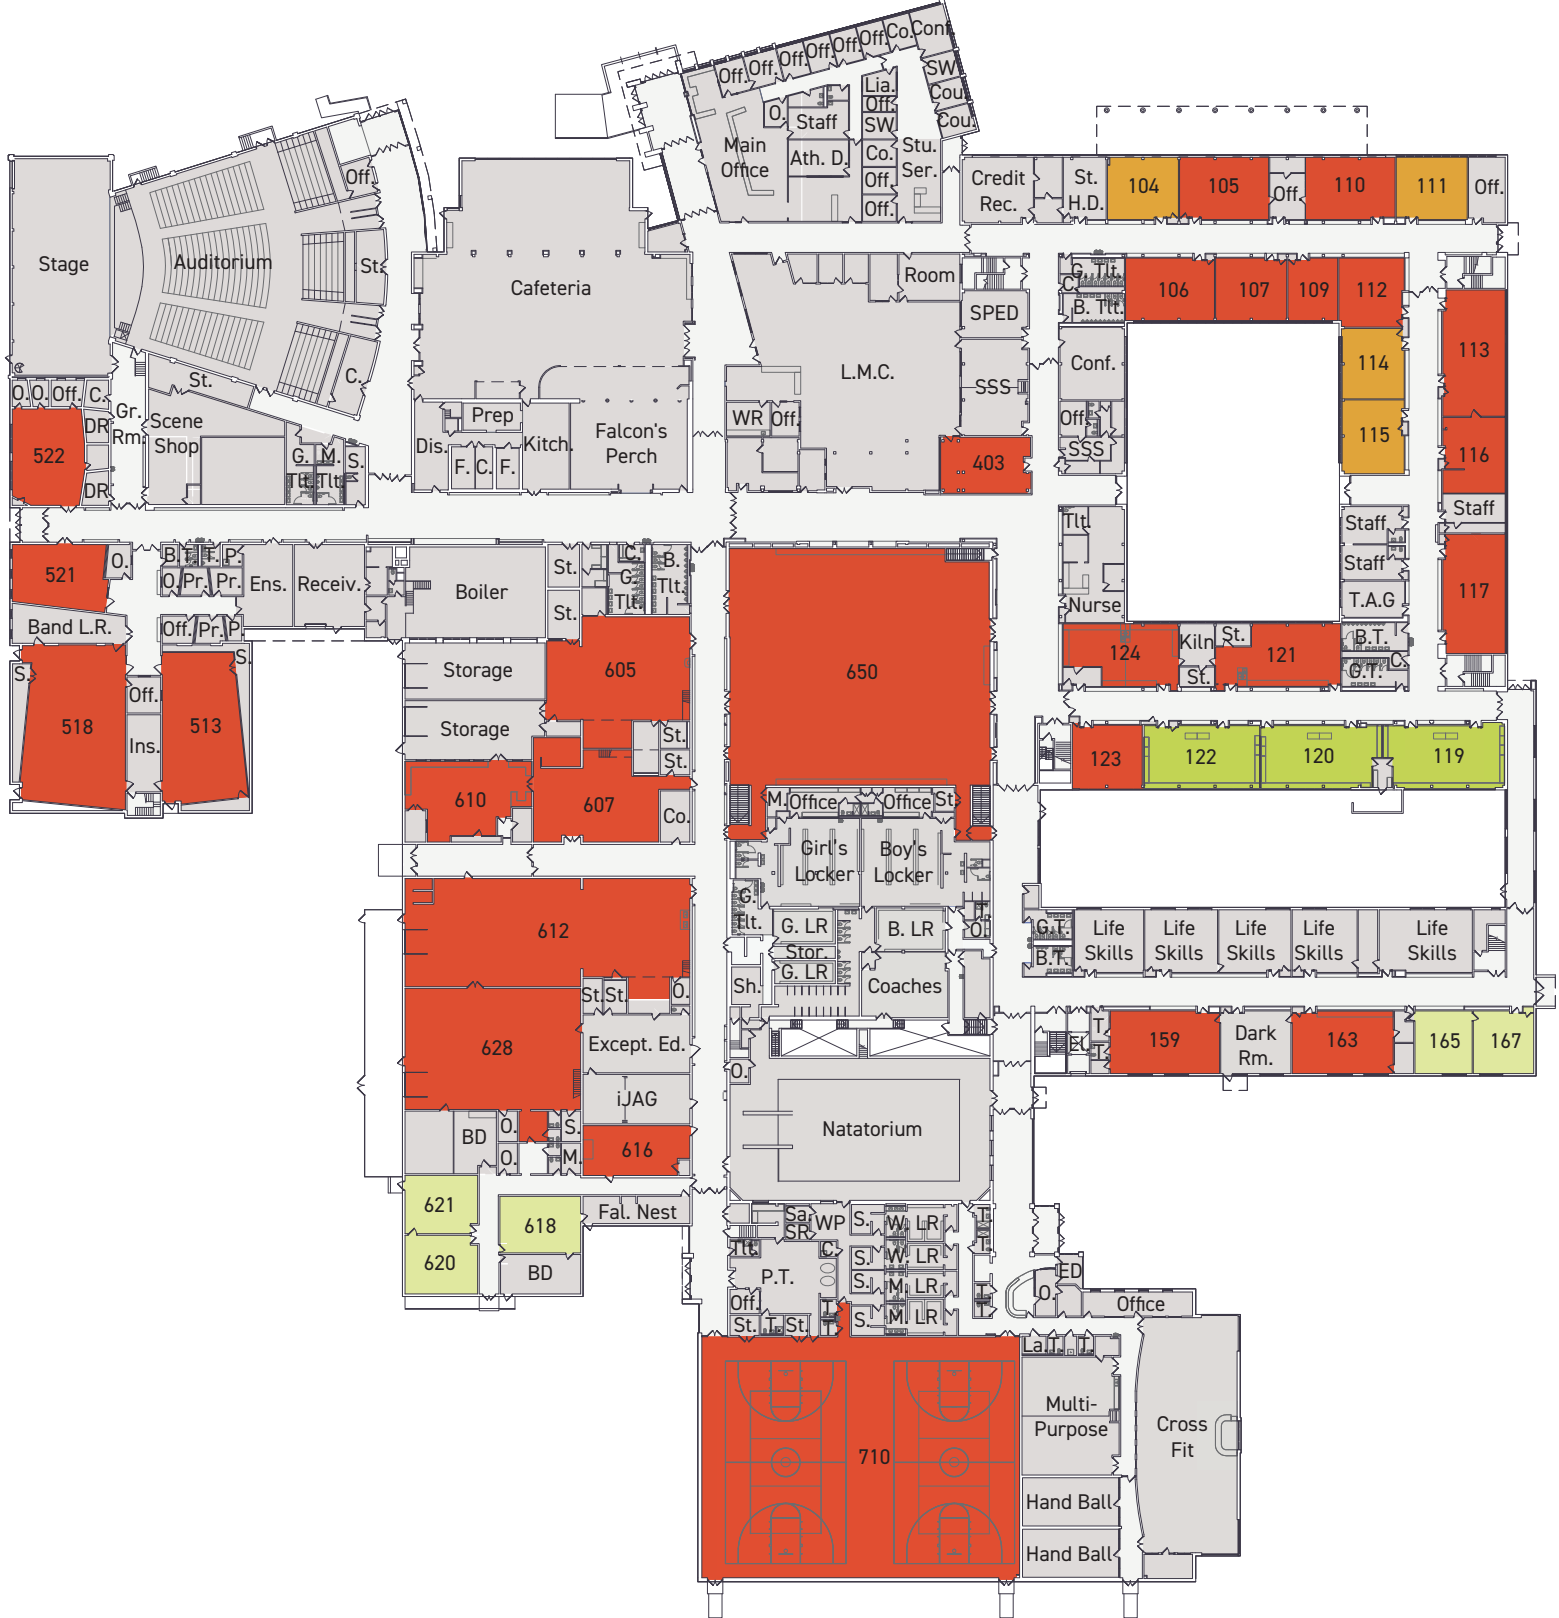 Off.
Off.
Off.
Off.
Off.
Off.
Co.
Conf.
SW
Cou.
Cou.
Lia.
Off.
SW
Co.
Off.
Off.
O.
Staff
Ath. D.
Main
Office
Stu.
Ser.
Credit
Rec.
St.
H.D.
104
105
Off.
110
111
Off.
Stage
Auditorium
Off.
St.
C.
Cafeteria
Room
SPED
L.M.C.
SSS
WR
Off.
403
G. Tlt.
C.
B. Tlt.
106
107
109
112
113
114
115
116
Staff
Conf.
Off.
SSS
O.
O.
Off.
C.
DR
DR
522
Gr.
Rm.
St.
Scene
Shop
G.
Tlt.
M.
Tlt.
S.
Dis.
Prep
F.
C.
F.
Kitch.
Falcon's
Perch
Tlt.
Nurse
Staff
Staff
T.A.G
117
521
O.
B.T.
T.
P.
O.
Pr.
Pr.
Ens.
Receiv.
Boiler
St.
St.
C.
G.
Tlt.
B.
Tlt.
Band L.R.
Off.
Pr.
P.
S.
S.
518
Off.
Ins.
513
Storage
Storage
605
St.
St.
610
607
Co.
650
124
Kiln
St.
St.
121
B.T.
G.T.
C.
123
122
120
119
M.
Office
Office
St.
Girl's
Locker
Boy's
Locker
G.
Tlt.
G. LR
Stor.
G. LR
B. LR
T.
O.
Sh.
Coaches
612
St.
St.
O.
628
Except. Ed.
iJAG
616
BD
O.
O.
S.
M.
621
620
618
BD
Fal. Nest
G.T.
B.T.
Life
Skills
Life
Skills
Life
Skills
Life
Skills
Life
Skills
El.
T.
T.
159
Dark
Rm.
163
165
167
O.
Natatorium
Sa.
SR
WP
C.
Tlt.
P.T.
Off.
St.
T.
St.
T.
T.
S.
S.
S.
S.
W. LR
W. LR
M. LR
M. LR
T.
T.
T.
T.
ED
O.
Office
La.
T.
T.
710
Multi-
Purpose
Cross
Fit
Hand Ball
Hand Ball